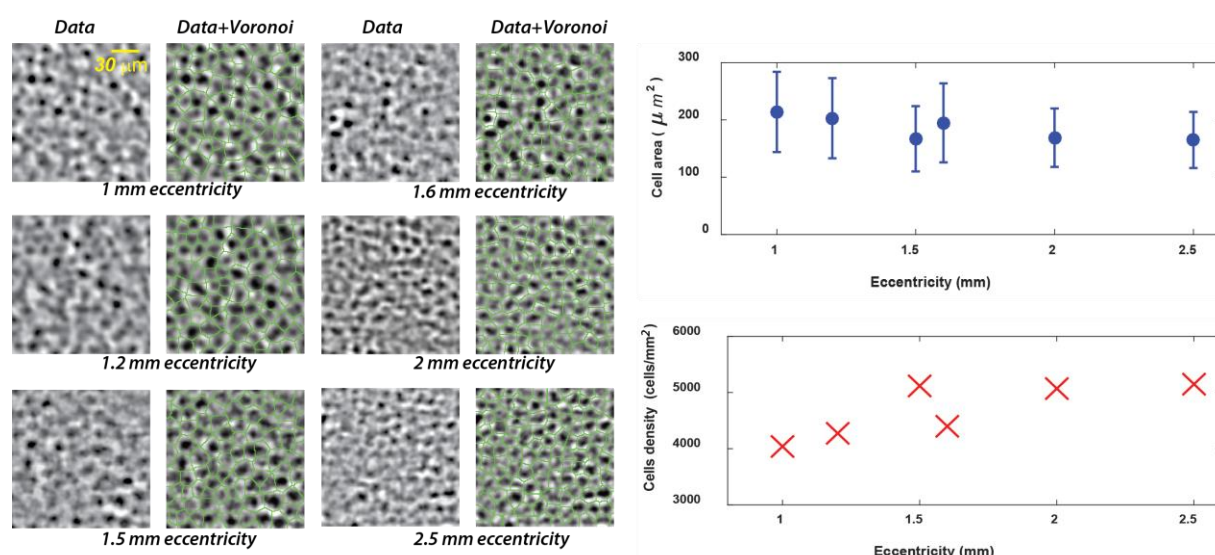 Data Data+Voronoi Data Data+Voronoi
30 μm
1 mm eccentricity 1.6 mm eccentricity
1.2 mm eccentricity 2 mm eccentricity
1.5 mm eccentricity 2.5 mm eccentricity
300
200
100
0
Cell area ( μ m²)
1 1.5 2 2.5
Eccentricity (mm)
6000
5000
4000
3000
Cells density (cells/mm²)
1 1.5 2 2.5
Eccentricity (mm)